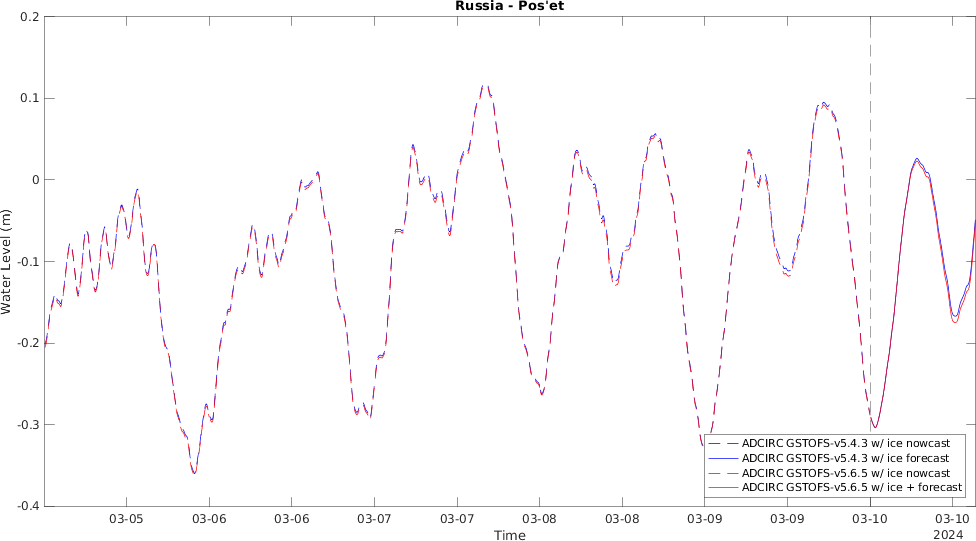 Russia - Pos'et
Water Level (m)
0.2
0.1
0
-0.1
-0.2
-0.3
-0.4
ADCIRC GSTOFS-v5.4.3 w/ ice nowcast
ADCIRC GSTOFS-v5.4.3 w/ ice forecast
ADCIRC GSTOFS-v5.6.5 w/ ice nowcast
ADCIRC GSTOFS-v5.6.5 w/ ice + forecast
03-05 03-06 03-06 03-07 03-07 03-08 03-08 03-09 03-09 03-10 03-10
Time 2024